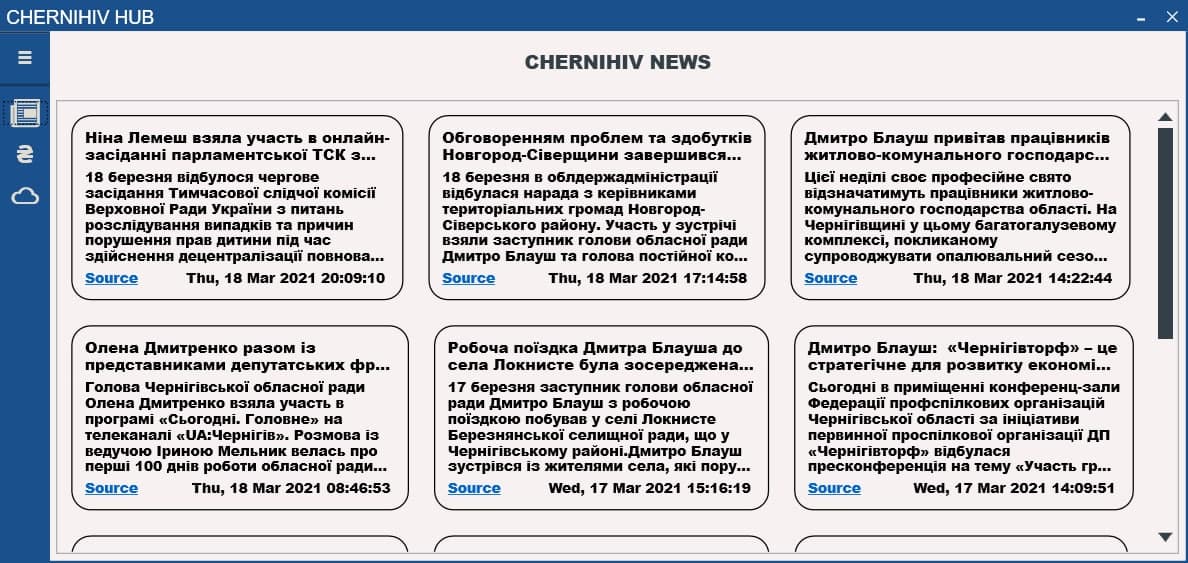 CHERNIHIV HUB
CHERNIHIV NEWS
Ніна Лемеш взяла участь в онлайн-
засіданні парламентської ТСК з...
18 березня відбулося чергове
засідання Тимчасової слідчої комісії
Верховної Ради України з питань
розслідування випадків та причин
порушення прав дитини під час
здійснення децентралізації повнова...
Source Thu, 18 Mar 2021 20:09:10
Обговоренням проблем та здобутків
Новгород-Сіверщини завершився...
18 березня в облдержадміністрації
відбулася нарада з керівниками
територіальних громад Новгород-
Сіверського району. Участь у зустрічі
взяли заступник голови обласної ради
Дмитро Блауш та голова постійної ко...
Source Thu, 18 Mar 2021 17:14:58
Дмитро Блауш привітав працівників
житлово-комунального господарс...
Цієї неділі своє професійне свято
відзначатимуть працівники житлово-
комунального господарства області. На
Чернігівщині у цьому багатогалузевому
комплексі, покликаному
супроводжувати опалювальний сезо...
Source Thu, 18 Mar 2021 14:22:44
Олена Дмитренко разом із
представниками депутатських фр...
Голова Чернігівської обласної ради
Олена Дмитренко взяла участь в
програмі «Сьогодні. Головне» на
телеканалі «UA:Чернігів». Розмова із
ведучою Іриною Мельник велась про
перші 100 днів роботи обласної ради...
Source Thu, 18 Mar 2021 08:46:53
Робоча поїздка Дмитра Блауша до
села Локнисте була зосереджена...
17 березня заступник голови обласної
ради Дмитро Блауш з робочою
поїздкою побував у селі Локнисте
Березнянської селищної ради, що у
Чернігівському районі.Дмитро Блауш
зустрівся із жителями села, які пору...
Source Wed, 17 Mar 2021 15:16:19
Дмитро Блауш:  «Чернігівторф» – це
стратегічне для розвитку економі...
Сьогодні в приміщенні конференц-зали
Федерації профспілкових організацій
Чернігівської області за ініціативи
первинної проспілкової організації ДП
«Чернігівторф» відбулася
пресконференція на тему «Участь гр...
Source Wed, 17 Mar 2021 14:09:51